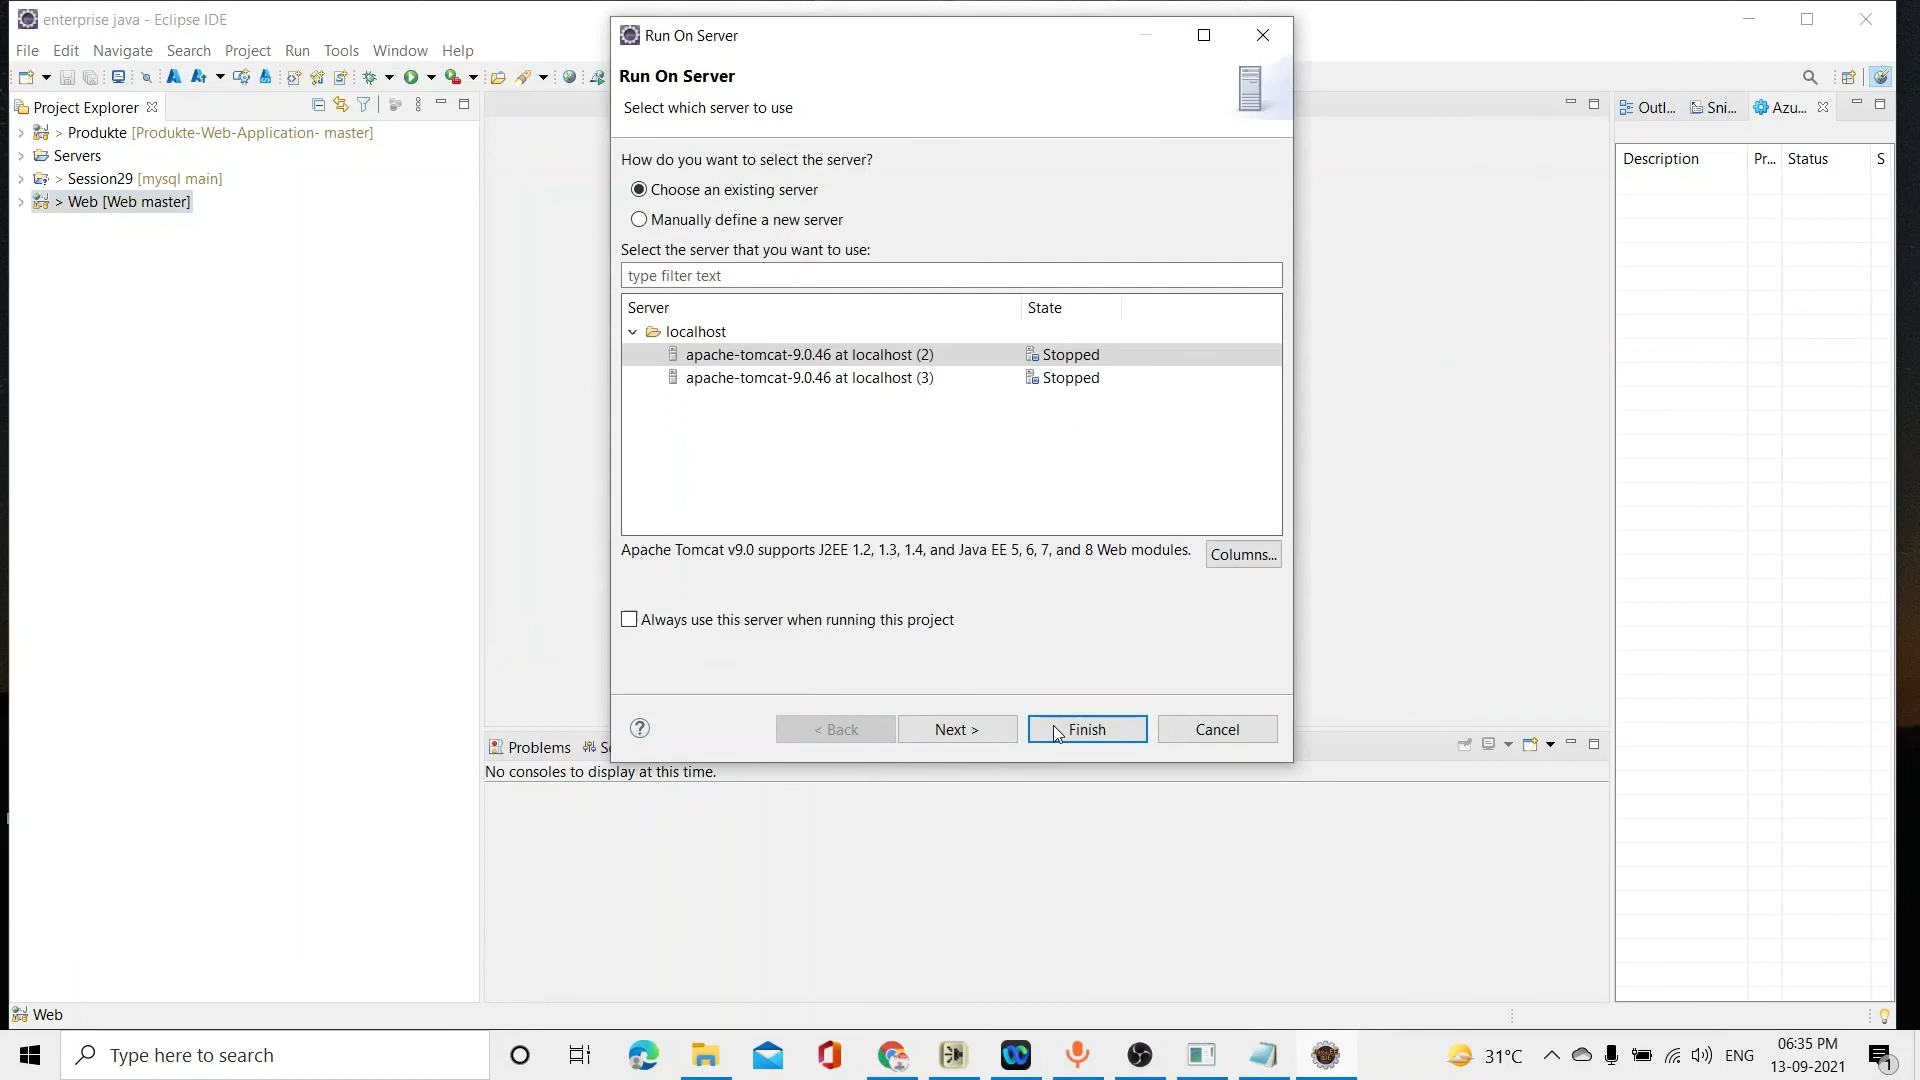 enterprise java - Eclipse IDE
File Edit Navigate Search Project Run Tools Window Help
Project Explorer
> Produkte [Produkte-Web-Application- master]
Servers
> Session29 [mysql main]
> Web [Web master]
Run On Server
Run On Server
Select which server to use
How do you want to select the server?
Choose an existing server
Manually define a new server
Select the server that you want to use:
type filter text
Server State
localhost
apache-tomcat-9.0.46 at localhost (2) Stopped
apache-tomcat-9.0.46 at localhost (3) Stopped
Apache Tomcat v9.0 supports J2EE 1.2, 1.3, 1.4, and Java EE 5, 6, 7, and 8 Web modules.
Columns...
Always use this server when running this project
< Back Next > Finish Cancel
Outl... Sni... Azu...
Description Pr... Status S
Problems Se
No consoles to display at this time.
Web
Type here to search
31°C ENG
06:35 PM
13-09-2021
1